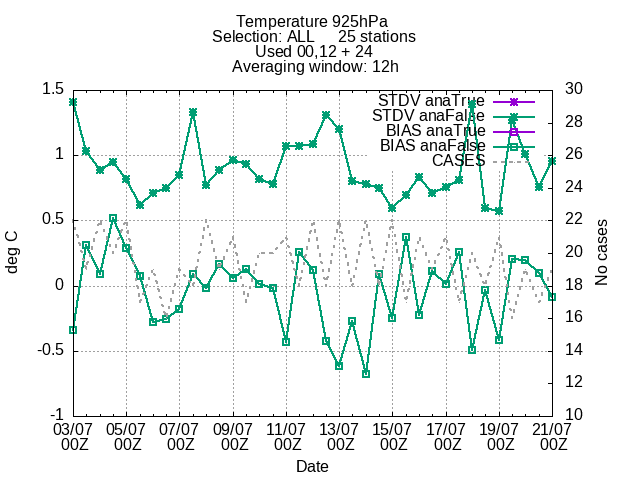 Temperature 925hPa
Selection: ALL 25 stations
Used 00,12 + 24
Averaging window: 12h
STDV anaTrue
STDV anaFalse
BIAS anaTrue
BIAS anaFalse
CASES
1.5
1
0.5
0
-0.5
-1
deg C
30
28
26
24
22
20
18
16
14
12
10
No cases
03/07 05/07 07/07 09/07 11/07 13/07 15/07 17/07 19/07 21/07
00Z 00Z 00Z 00Z 00Z 00Z 00Z 00Z 00Z 00Z
Date